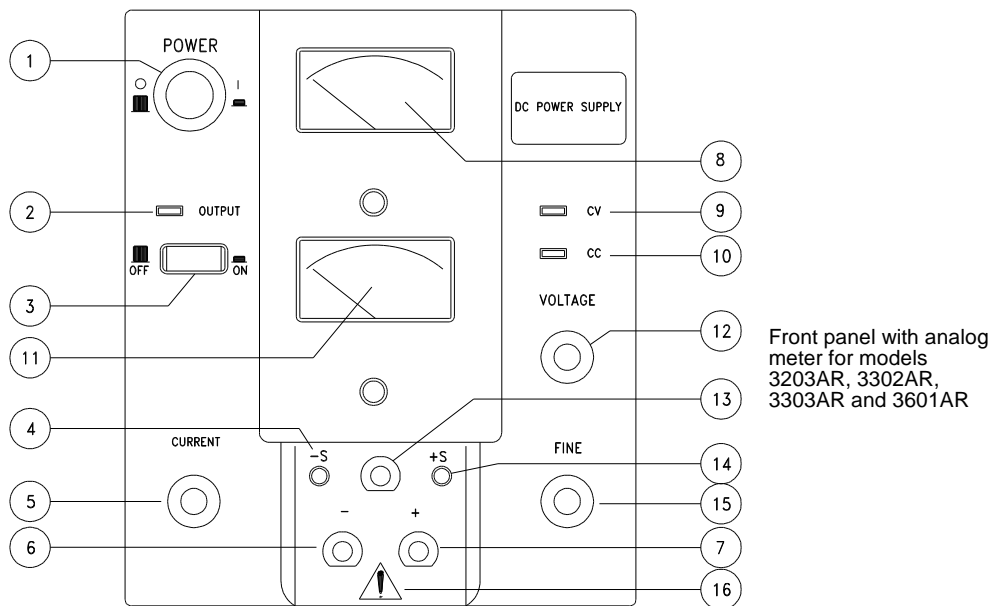 POWER
1
DC POWER SUPPLY
8
2
OUTPUT
CV
9
OFF
ON
CC
10
3
VOLTAGE
11
12
Front panel with analog
meter for models
3203AR, 3302AR,
3303AR and 3601AR
13
4
CURRENT
-S
+S
FINE
14
5
15
-
+
6
7
!
16